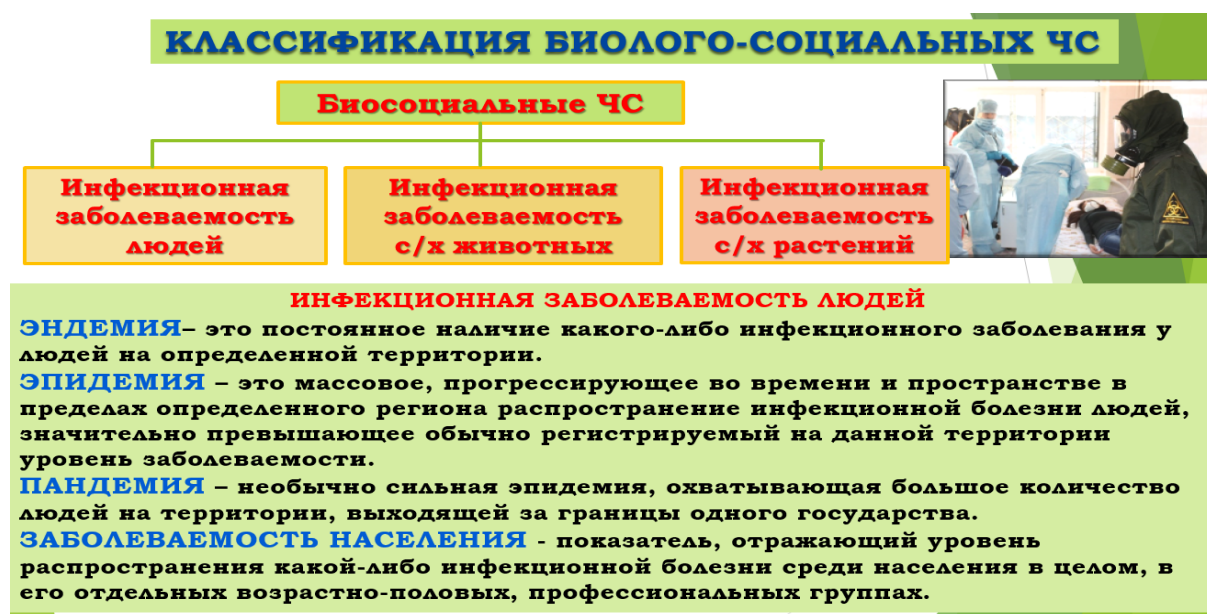 КЛАССИФИКАЦИЯ БИОЛОГО-СОЦИАЛЬНЫХ ЧС
Биосоциальные ЧС
Инфекционная
заболеваемость
людей
Инфекционная
заболеваемость
с/х животных
Инфекционная
заболеваемость
с/х растений
ИНФЕКЦИОННАЯ ЗАБОЛЕВАЕМОСТЬ ЛЮДЕЙ
ЭНДЕМИЯ– это постоянное наличие какого-либо инфекционного заболевания у
людей на определенной территории.
ЭПИДЕМИЯ – это массовое, прогрессирующее во времени и пространстве в
пределах определенного региона распространение инфекционной болезни людей,
значительно превышающее обычно регистрируемый на данной территории
уровень заболеваемости.
ПАНДЕМИЯ – необычно сильная эпидемия, охватывающая большое количество
людей на территории, выходящей за границы одного государства.
ЗАБОЛЕВАЕМОСТЬ НАСЕЛЕНИЯ - показатель, отражающий уровень
распространения какой-либо инфекционной болезни среди населения в целом, в
его отдельных возрастно-половых, профессиональных группах.